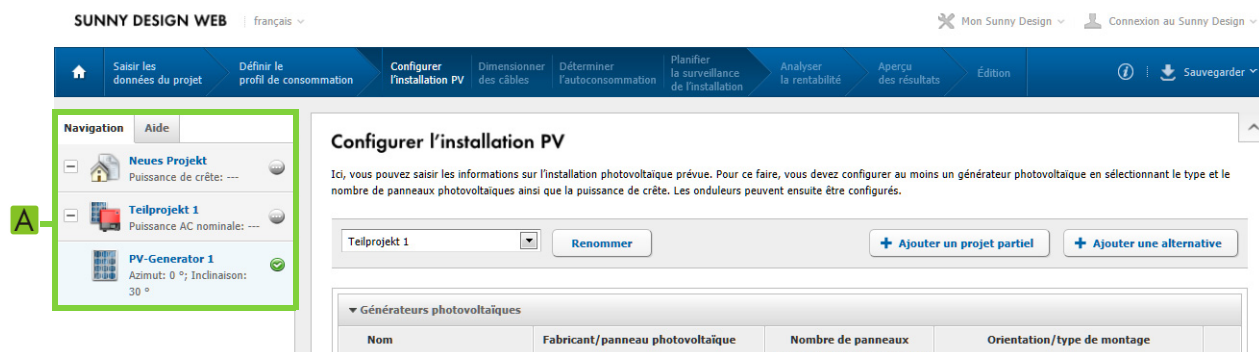 SUNNY DESIGN WEB
français
Mon Sunny Design
Connexion au Sunny Design
Saisir les
données du projet
Définir le
profil de consommation
Configurer
l'installation PV
Dimensionner
des câbles
Déterminer
l'autoconsommation
Planifier
la surveillance
de l'installation
Analyser
la rentabilité
Aperçu
des résultats
Édition
Sauvegarder
Navigation
Aide
Neues Projekt
Puissance de crête: ---
Teilprojekt 1
Puissance AC nominale: ---
PV-Generator 1
Azimut: 0 °; Inclinaison:
30 °
A
Configurer l'installation PV
Ici, vous pouvez saisir les informations sur l'installation photovoltaïque prévue. Pour ce faire, vous devez configurer au moins un générateur photovoltaïque en sélectionnant le type et le
nombre de panneaux photovoltaïques ainsi que la puissance de crête. Les onduleurs peuvent ensuite être configurés.
Teilprojekt 1
Renommer
Ajouter un projet partiel
Ajouter une alternative
Générateurs photovoltaïques
Nom
Fabricant/panneau photovoltaïque
Nombre de panneaux
Orientation/type de montage